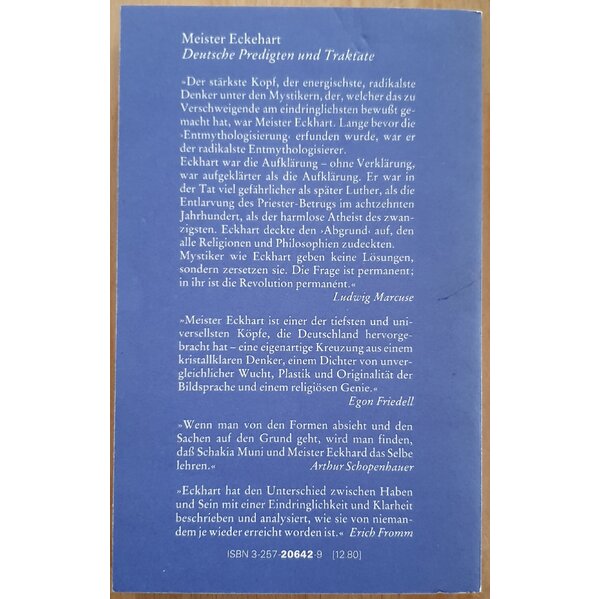 Meister Eckehart
Deutsche Predigten und Traktate
»Der stärkste Kopf, der energischste, radikalste
Denker unter den Mystikern, der, welcher das zu
Verschweigende am eindringlichsten bewußt ge-
macht hat, war Meister Eckhart. Lange bevor die
›Entmythologisierung‹ erfunden wurde, war er
der radikalste Entmythologisierer.
Eckhart war die Aufklärung – ohne Verklärung,
war aufgeklärter als die Aufklärung. Er war in
der Tat viel gefährlicher als später Luther, als die
Entlarvung des Priester-Betrugs im achtzehnten
Jahrhundert, als der harmlose Atheist des zwan-
zigsten. Eckhart deckte den ›Abgrund‹ auf, den
alle Religionen und Philosophien zudeckten.
Mystiker wie Eckhart geben keine Lösungen,
sondern zersetzen sie. Die Frage ist permanent;
in ihr ist die Revolution permanent.«
Ludwig Marcuse
»Meister Eckhart ist einer der tiefsten und uni-
versellsten Köpfe, die Deutschland hervorge-
bracht hat – eine eigenartige Kreuzung aus einem
kristallklaren Denker, einem Dichter von unver-
gleichlicher Wucht, Plastik und Originalität der
Bildsprache und einem religiösen Genie.«
Egon Friedell
»Wenn man von den Formen absieht und den
Sachen auf den Grund geht, wird man finden,
daß Schakia Muni und Meister Eckhard das Selbe
lehren.« Arthur Schopenhauer
»Eckhart hat den Unterschied zwischen Haben
und Sein mit einer Eindringlichkeit und Klarheit
beschrieben und analysiert, wie sie von nieman-
dem je wieder erreicht worden ist.« Erich Fromm
ISBN 3-257-20642-9 [12 80]